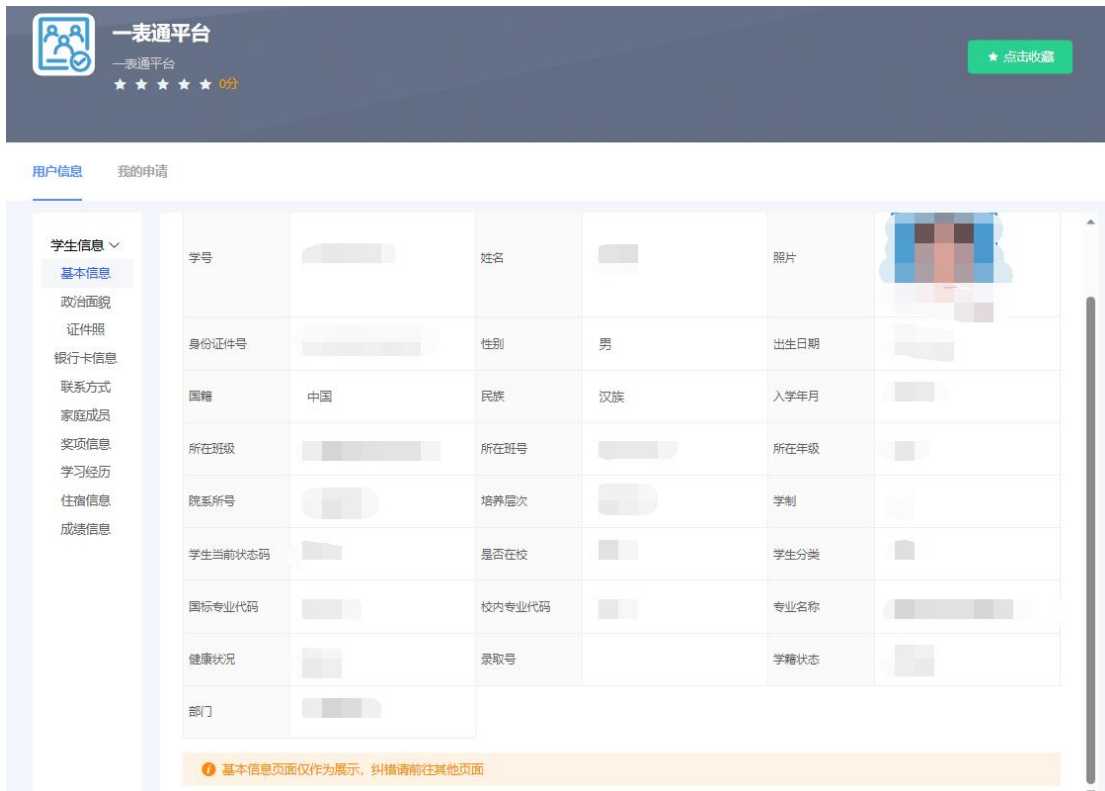 一表通平台
一表通平台
0分
点击收藏
用户信息
我的申请
学生信息
基本信息
政治面貌
证件照
银行卡信息
联系方式
家庭成员
奖项信息
学习经历
住宿信息
成绩信息
学号 姓名 照片
身份证件号 性别 男 出生日期
国籍 中国 民族 汉族 入学年月
所在班级 所在班号 所在年级
院系所号 培养层次 学制
学生当前状态码 是否在校 学生分类
国标专业代码 校内专业代码 专业名称
健康状况 录取号 学籍状态
部门
基本信息页面仅作为展示，纠错请前往其他页面